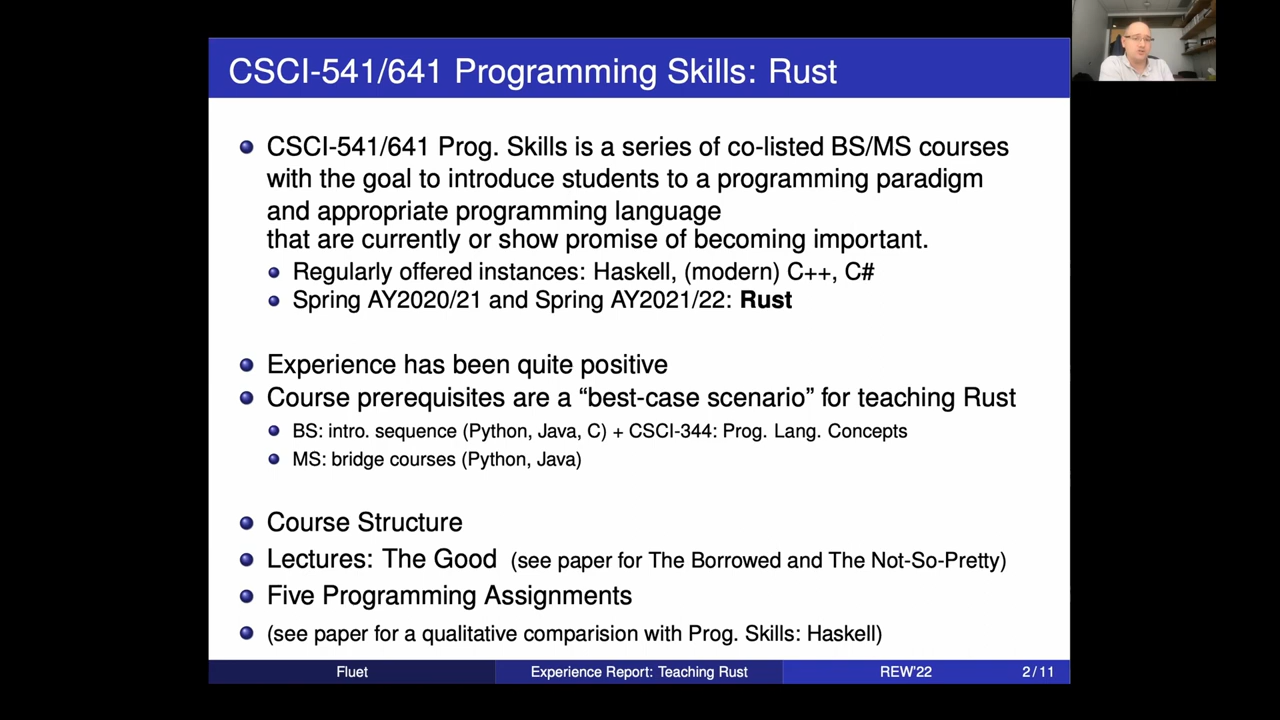 CSCI-541/641 Programming Skills: Rust
CSCI-541/641 Prog. Skills is a series of co-listed BS/MS courses
with the goal to introduce students to a programming paradigm
and appropriate programming language
that are currently or show promise of becoming important.
Regularly offered instances: Haskell, (modern) C++, C#
Spring AY2020/21 and Spring AY2021/22: Rust
Experience has been quite positive
Course prerequisites are a “best-case scenario” for teaching Rust
BS: intro. sequence (Python, Java, C) + CSCI-344: Prog. Lang. Concepts
MS: bridge courses (Python, Java)
Course Structure
Lectures: The Good (see paper for The Borrowed and The Not-So-Pretty)
Five Programming Assignments
(see paper for a qualitative comparision with Prog. Skills: Haskell)
Fluet Experience Report: Teaching Rust REW'22 2/11